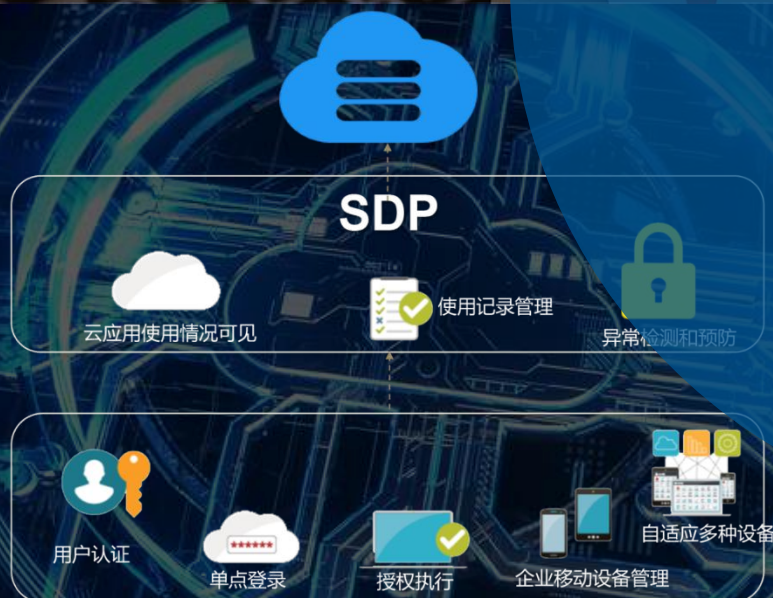 SDP
云应用使用情况可见
使用记录管理
异常检测和预防
用户认证
******
单点登录
授权执行
企业移动设备管理
自适应多种设备